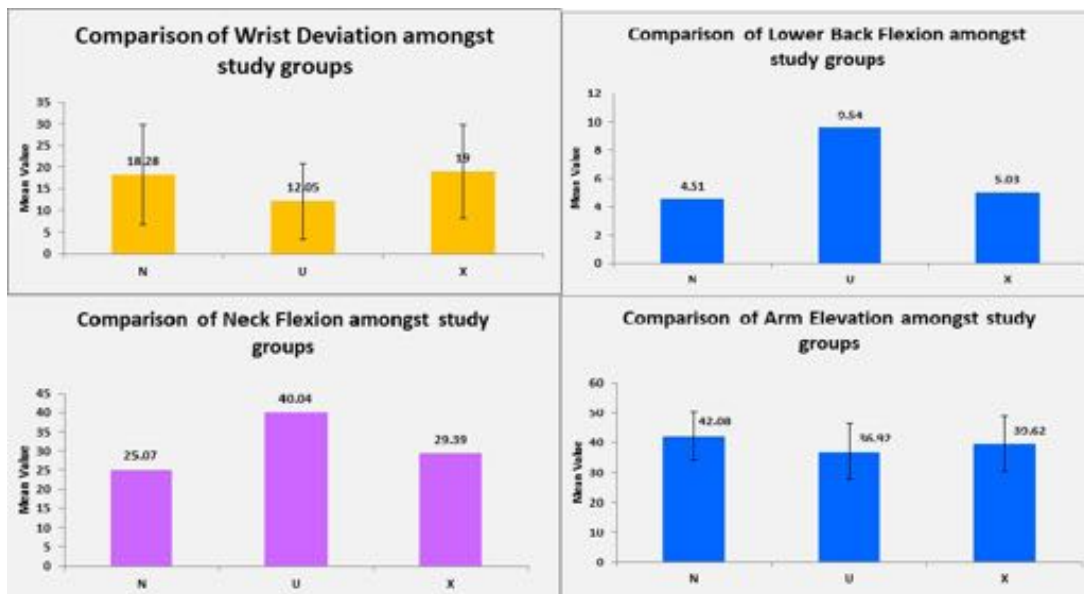 Comparison of Wrist Deviation amongst
study groups
Mean Value
35
30
25
20
15
10
5
0
18.28
12.05
19
N
U
X
Comparison of Lower Back Flexion amongst
study groups
Mean Value
12
10
8
6
4
2
0
4.51
9.64
5.03
N
U
X
Comparison of Neck Flexion amongst study
groups
Mean Value
45
40
35
30
25
20
15
10
5
0
25.07
40.04
29.39
N
U
X
Comparison of Arm Elevation amongst study
groups
Mean Value
60
50
40
30
20
10
0
42.08
39.62
N
U
X